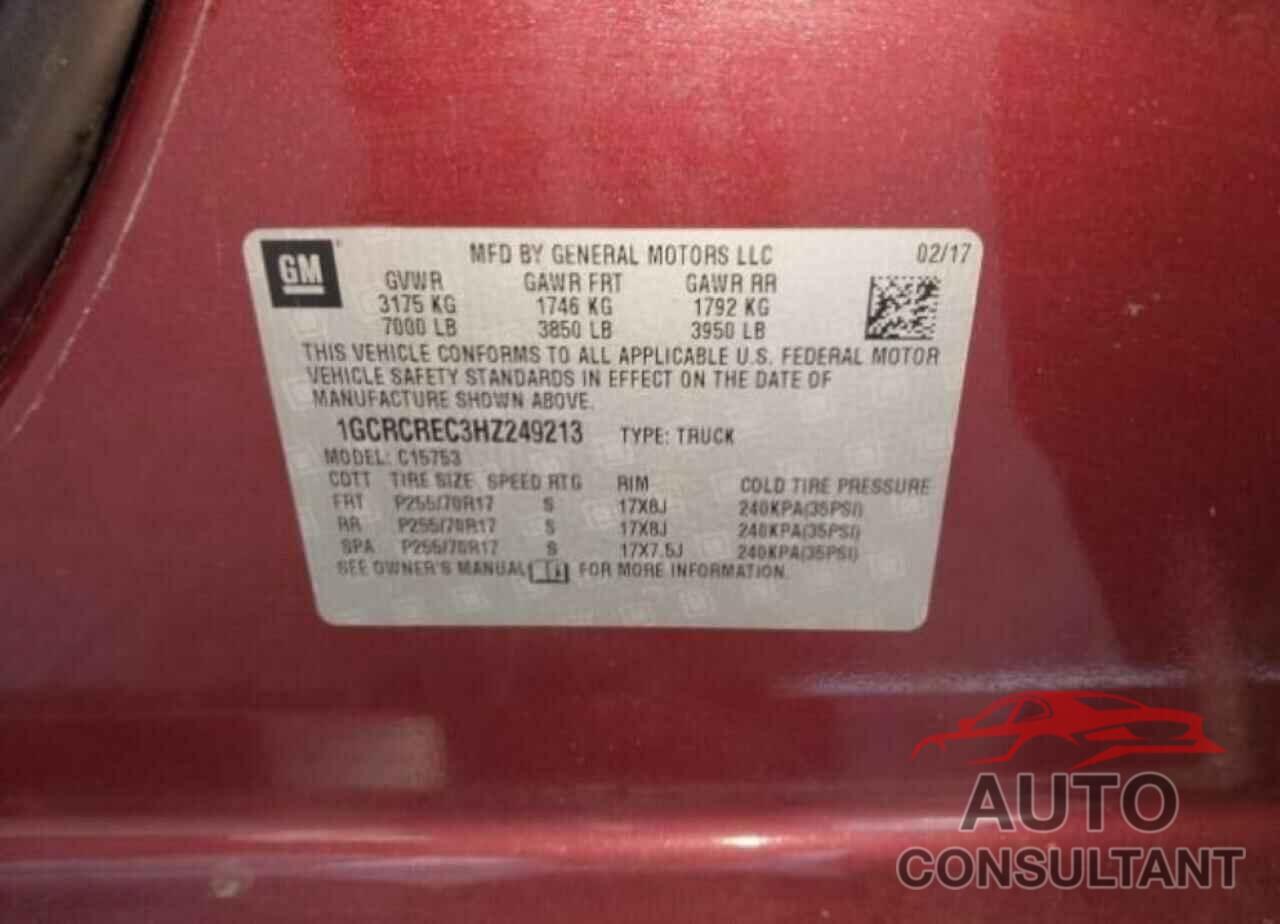 GM
MFD BY GENERAL MOTORS LLC 02/17
GVWR GAWR FRT GAWR RR
3175 KG 1746 KG 1792 KG
7000 LB 3850 LB 3950 LB
THIS VEHICLE CONFORMS TO ALL APPLICABLE U.S. FEDERAL MOTOR
VEHICLE SAFETY STANDARDS IN EFFECT ON THE DATE OF
MANUFACTURE SHOWN ABOVE.
1GCRCREC3HZ249213 TYPE: TRUCK
MODEL: C15753
COTT TIRE SIZE SPEED RTG RIM COLD TIRE PRESSURE
FRT P255/70R17 S 17X8J 240KPA(35PSI)
RR P255/70R17 S 17X8J 240KPA(35PSI)
SPA P255/70R17 S 17X7.5J 240KPA(35PSI)
SEE OWNER'S MANUAL FOR MORE INFORMATION.
AUTO
CONSULTANT